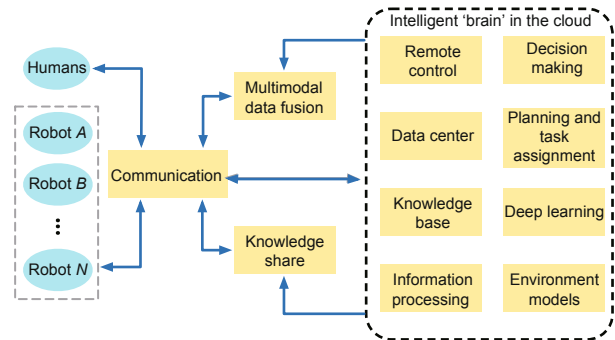 Intelligent ‘brain’ in the cloud
Humans
Robot A
Robot B
Robot N
Communication
Multimodal
data fusion
Knowledge
share
Remote
control
Decision
making
Data center
Planning and
task
assignment
Knowledge
base
Deep learning
Information
processing
Environment
models